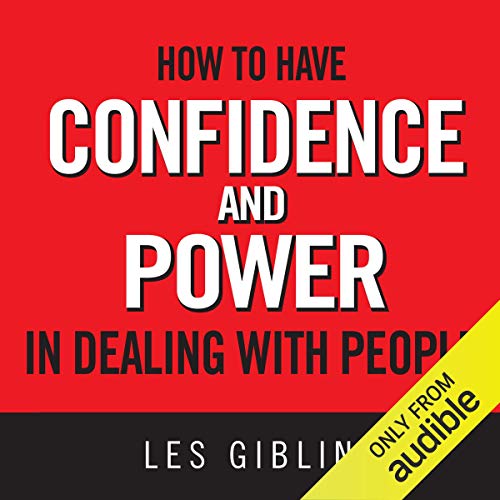 HOW TO HAVE
CONFIDENCE
AND
POWER
IN DEALING WITH PEOPL
LES GIBLIN
ONLY FROM
audible